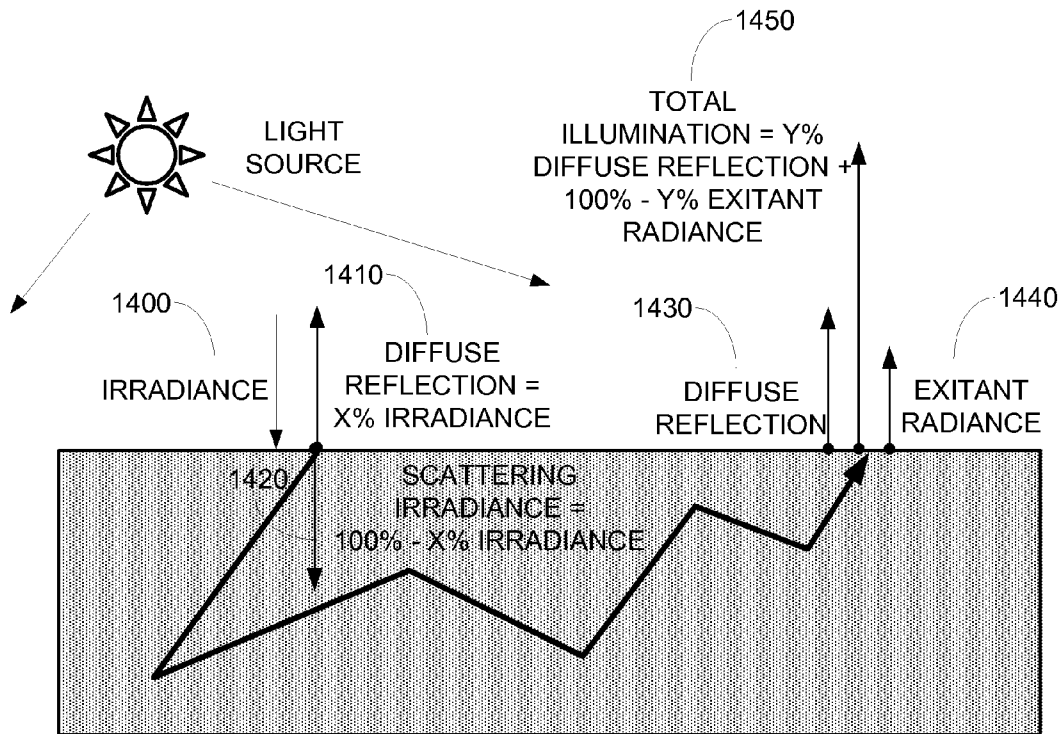 1450
TOTAL
ILLUMINATION = Y%
DIFFUSE REFLECTION +
100% - Y% EXITANT
RADIANCE
LIGHT
SOURCE
1400
IRRADIANCE
1410
DIFFUSE
REFLECTION =
X% IRRADIANCE
1430
DIFFUSE
REFLECTION
1440
EXITANT
RADIANCE
1420
SCATTERING
IRRADIANCE =
100% - X% IRRADIANCE